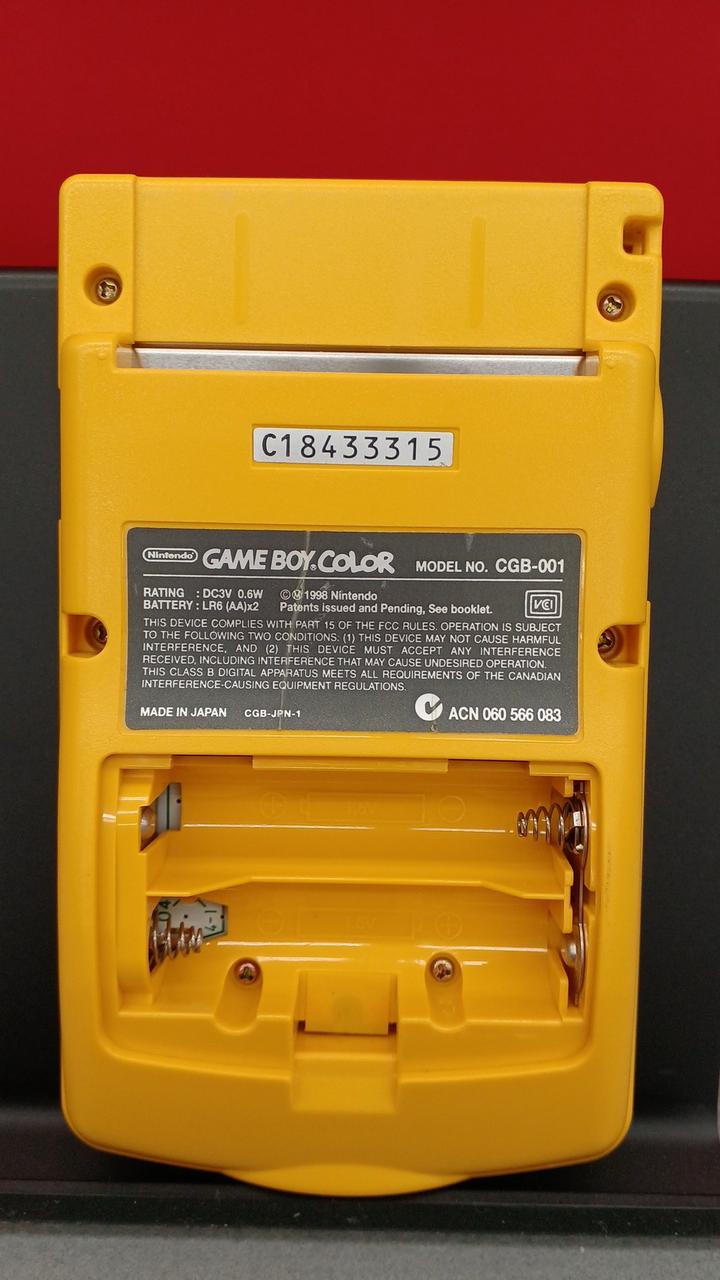 C18433315
Nintendo GAME BOY COLOR MODEL NO. CGB-001
RATING : DC3V 0.6W ©Ⓜ1998 Nintendo
BATTERY : LR6 (AA)x2 Patents issued and Pending, See booklet.
VCI
THIS DEVICE COMPLIES WITH PART 15 OF THE FCC RULES. OPERATION IS SUBJECT
TO THE FOLLOWING TWO CONDITIONS. (1) THIS DEVICE MAY NOT CAUSE HARMFUL
INTERFERENCE, AND (2) THIS DEVICE MUST ACCEPT ANY INTERFERENCE
RECEIVED, INCLUDING INTERFERENCE THAT MAY CAUSE UNDESIRED OPERATION.
THIS CLASS B DIGITAL APPARATUS MEETS ALL REQUIREMENTS OF THE CANADIAN
INTERFERENCE-CAUSING EQUIPMENT REGULATIONS.
MADE IN JAPAN CGB-JPN-1 ACN 060 566 083